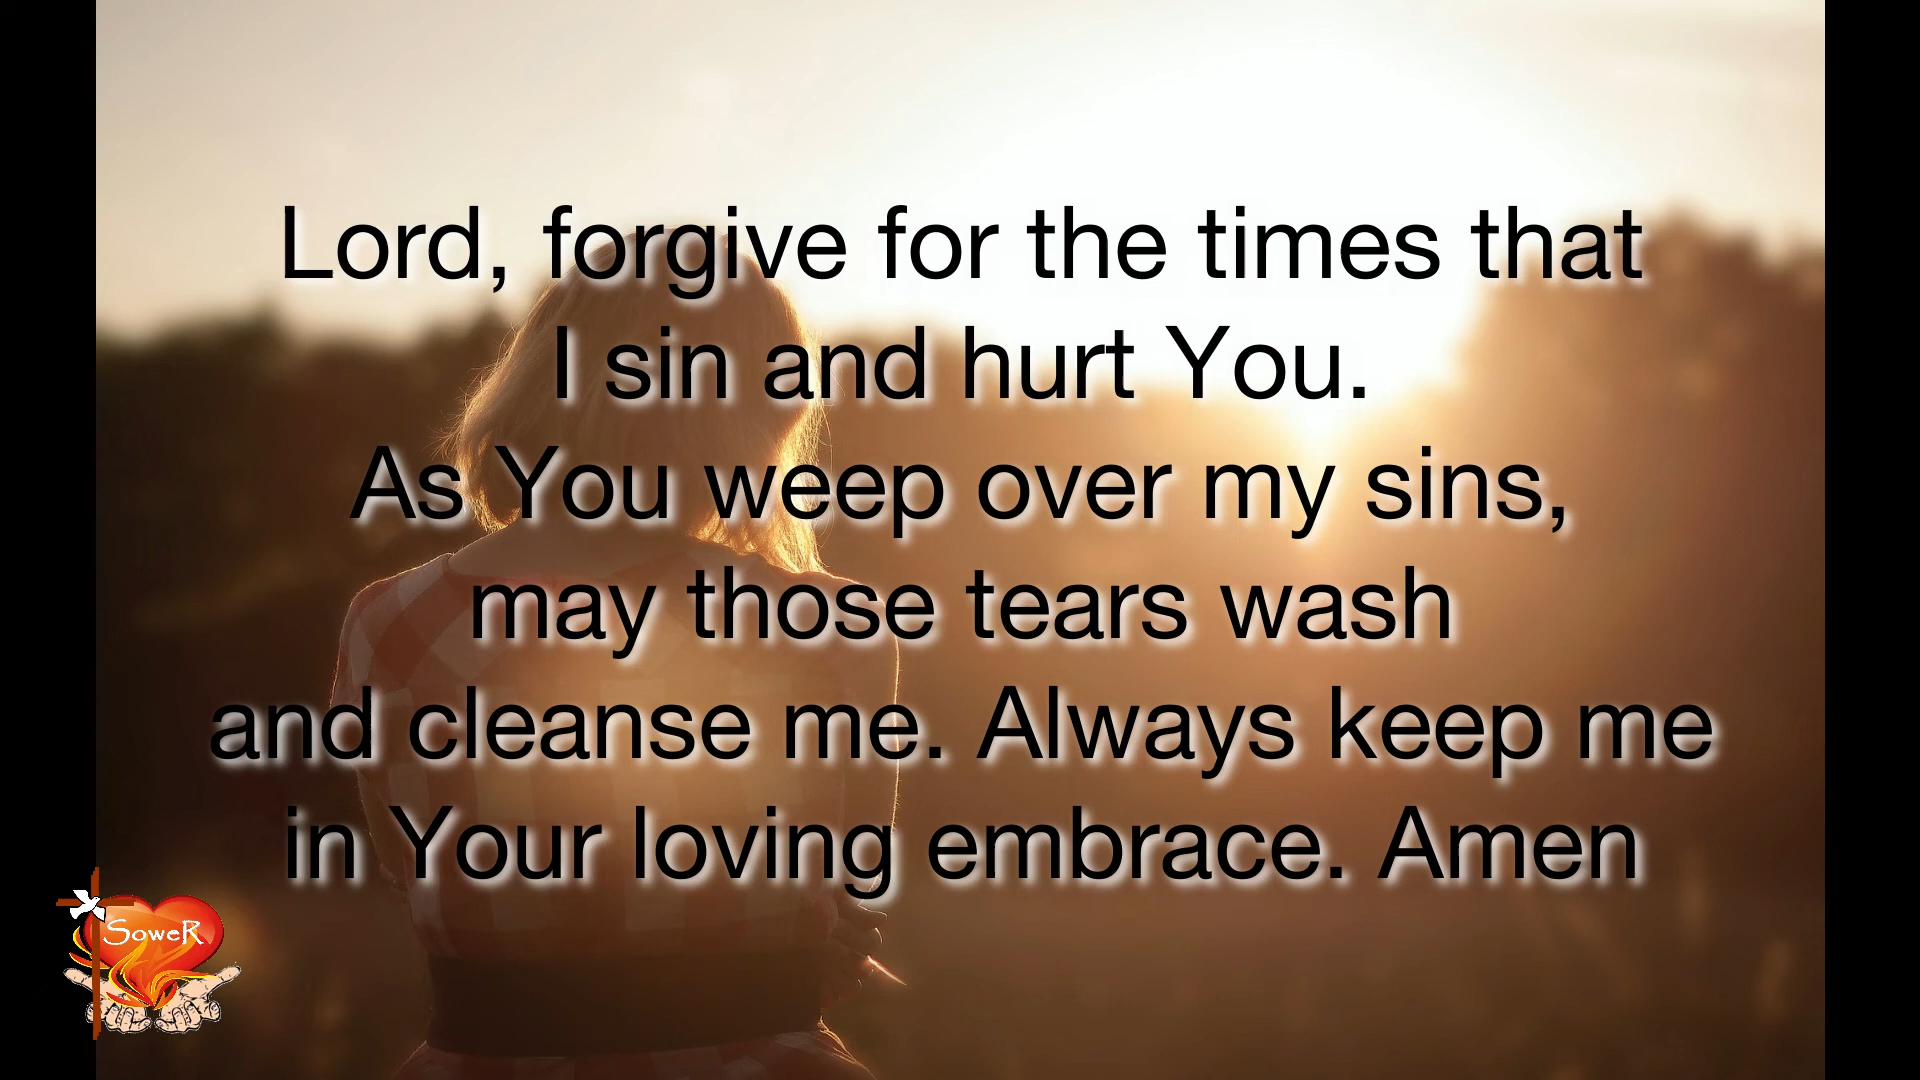 Lord, forgive for the times that
I sin and hurt You.
As You weep over my sins,
may those tears wash
and cleanse me. Always keep me
in Your loving embrace. Amen
SoweR